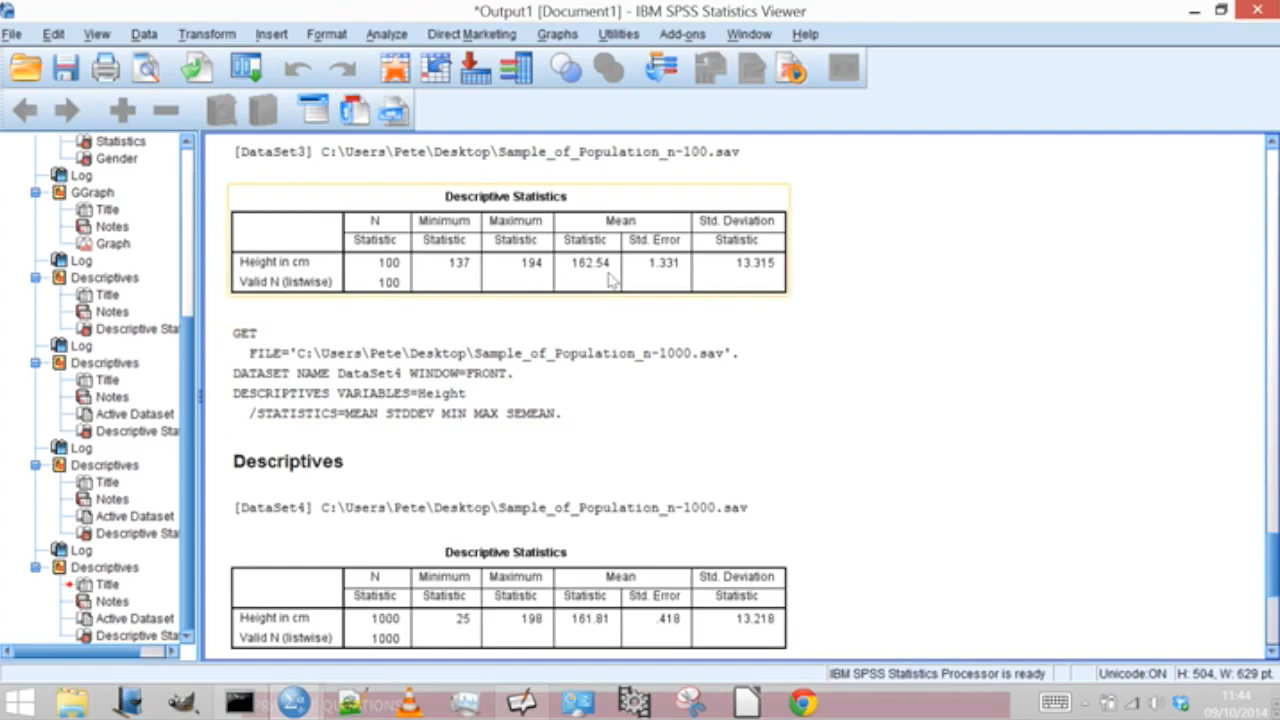 *Output1 [Document1] - IBM SPSS Statistics Viewer
File Edit View Data Transform Insert Format Analyze Direct Marketing Graphs Utilities Add-ons Window Help
Statistics
Gender
Log
GGraph
Title
Notes
Graph
Log
Descriptives
Title
Notes
Descriptive Sta
Log
Descriptives
Title
Notes
Active Dataset
Descriptive Sta
Log
Descriptives
Title
Notes
Active Dataset
Descriptive Sta
Log
Descriptives
Title
Notes
Active Dataset
Descriptive Sta
[DataSet3] C:\Users\Pete\Desktop\Sample_of_Population_n-100.sav
Descriptive Statistics
N Minimum Maximum Mean Std. Deviation
Statistic Statistic Statistic Statistic Std. Error Statistic
Height in cm 100 137 194 162.54 1.331 13.315
Valid N (listwise) 100
GET
FILE='C:\Users\Pete\Desktop\Sample_of_Population_n-1000.sav'.
DATASET NAME DataSet4 WINDOW=FRONT.
DESCRIPTIVES VARIABLES=Height
/STATISTICS=MEAN STDDEV MIN MAX SEMEAN.
Descriptives
[DataSet4] C:\Users\Pete\Desktop\Sample_of_Population_n-1000.sav
Descriptive Statistics
N Minimum Maximum Mean Std. Deviation
Statistic Statistic Statistic Statistic Std. Error Statistic
Height in cm 1000 25 198 161.81 .418 13.218
Valid N (listwise) 1000
IBM SPSS Statistics Processor is ready Unicode:ON H: 504, W: 629 pt.
11:44
09/10/2014